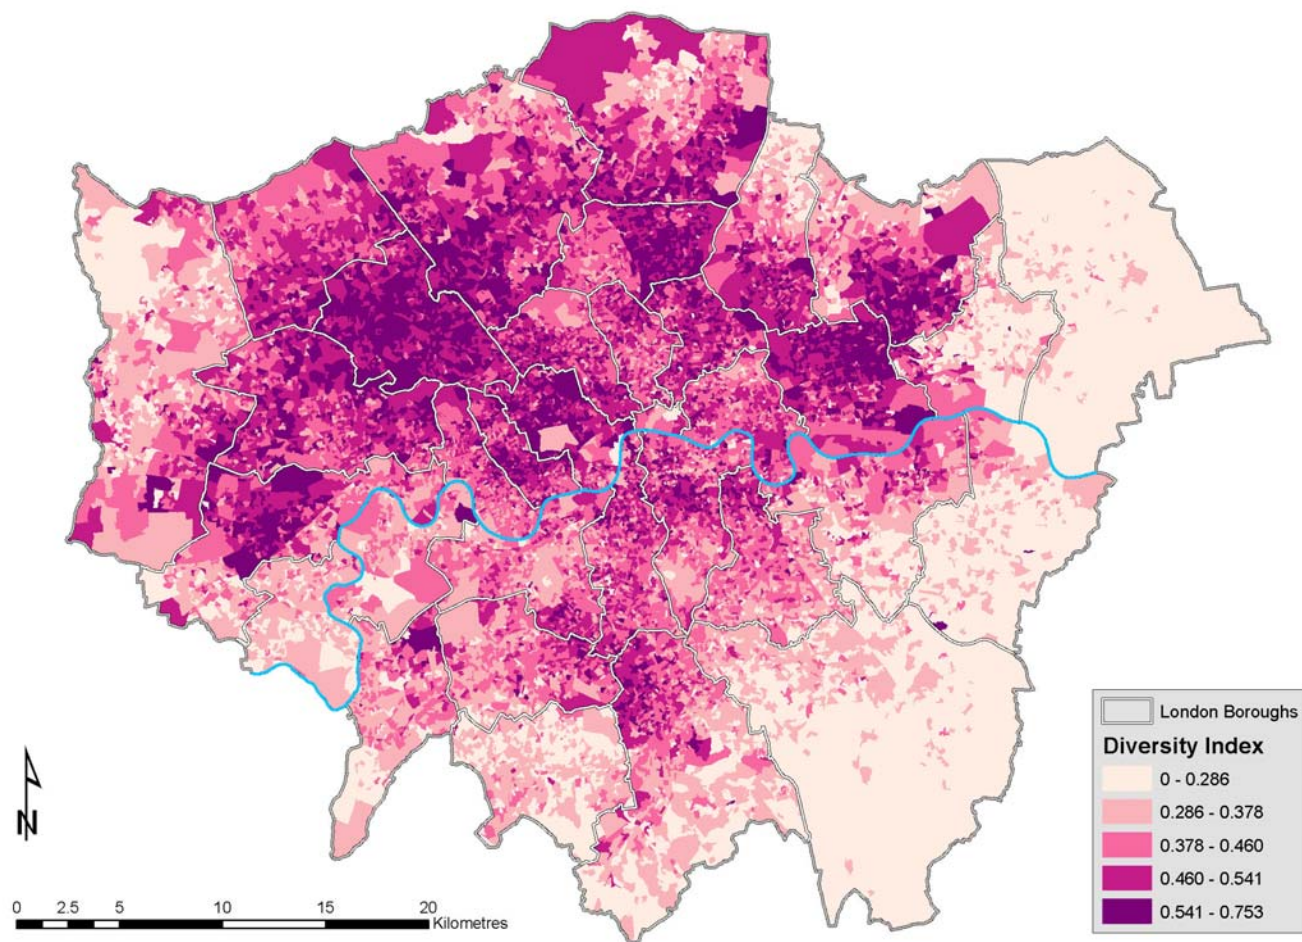 London Boroughs
Diversity Index
0 - 0.286
0.286 - 0.378
0.378 - 0.460
0.460 - 0.541
0.541 - 0.753
N
0 2.5 5 10 15 20
Kilometres